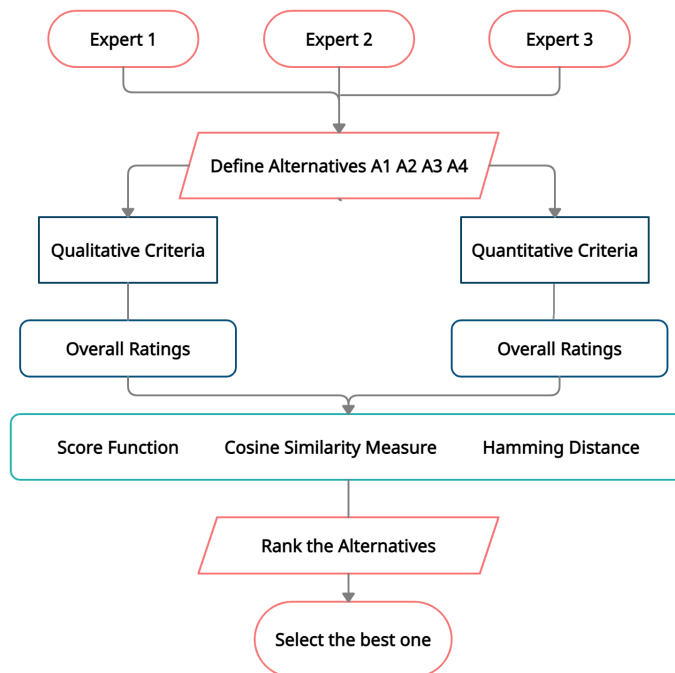 Expert 1
Expert 2
Expert 3
Define Alternatives A1 A2 A3 A4
Qualitative Criteria
Quantitative Criteria
Overall Ratings
Overall Ratings
Score Function
Cosine Similarity Measure
Hamming Distance
Rank the Alternatives
Select the best one